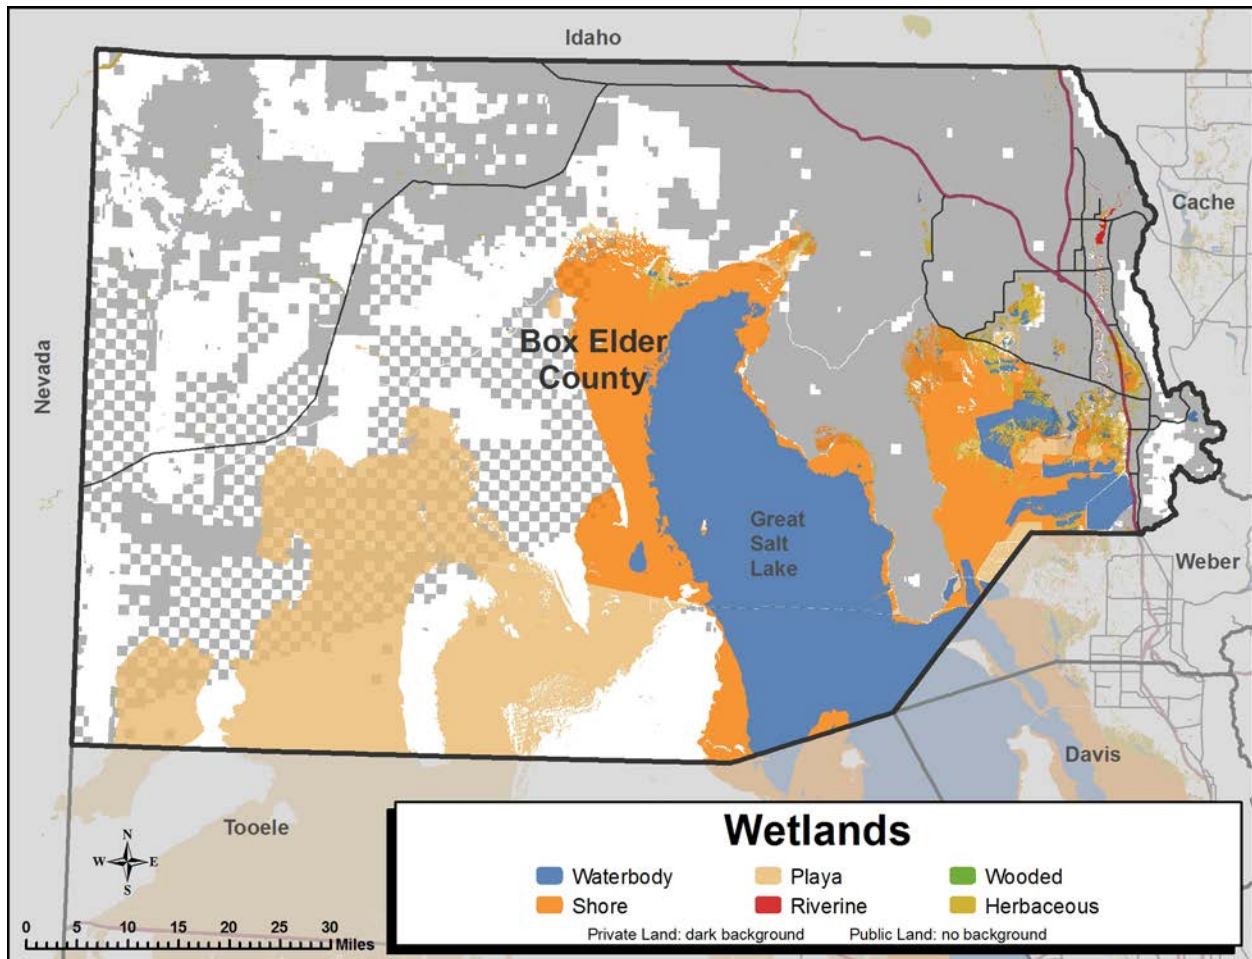 Idaho
Cache
Nevada
Box Elder
County
Great
Salt
Lake
Weber
Davis
Tooele
N
W E
S
0 5 10 15 20 25 30
Miles
Wetlands
Waterbody Playa Wooded
Shore Riverine Herbaceous
Private Land: dark background Public Land: no background